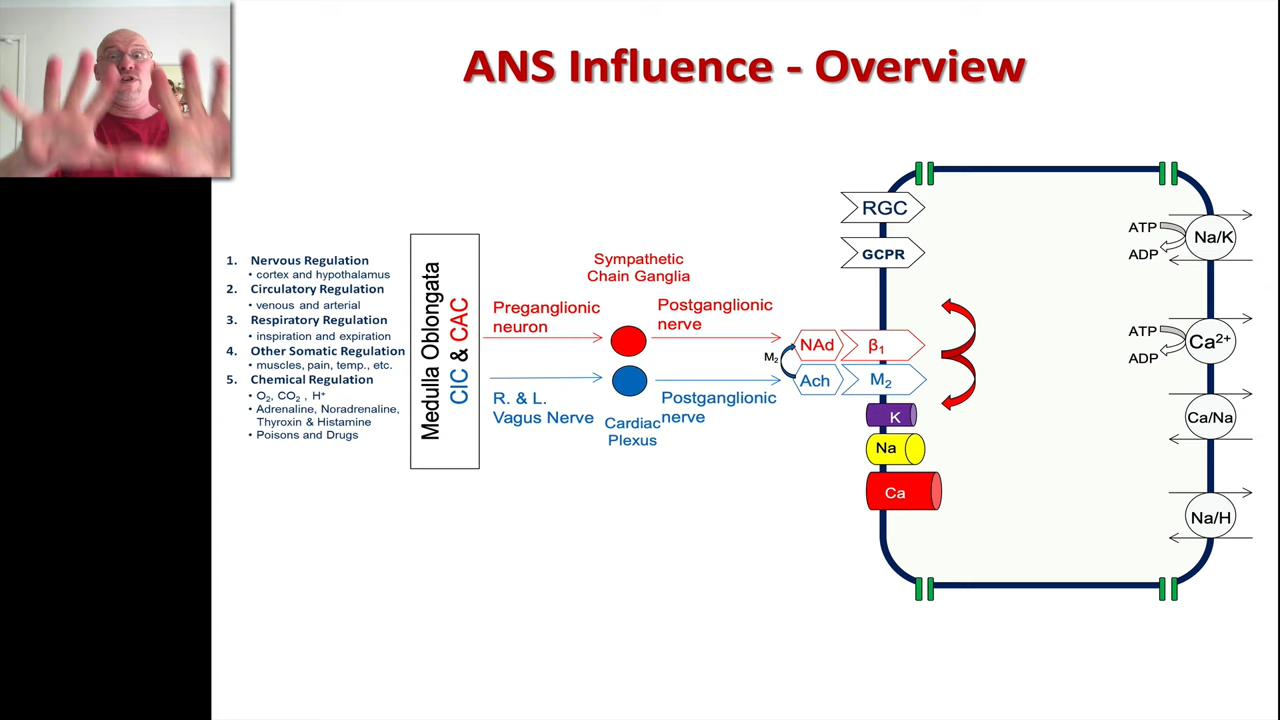 ANS Influence - Overview
1. Nervous Regulation
• cortex and hypothalamus
2. Circulatory Regulation
• venous and arterial
3. Respiratory Regulation
• inspiration and expiration
4. Other Somatic Regulation
• muscles, pain, temp., etc.
5. Chemical Regulation
• O₂, CO₂ , H⁺
• Adrenaline, Noradrenaline,
Thyroxin & Histamine
• Poisons and Drugs
Medulla Oblongata
CIC & CAC
Preganglionic
neuron
R. & L.
Vagus Nerve
Sympathetic
Chain Ganglia
Cardiac
Plexus
Postganglionic
nerve
Postganglionic
nerve
M₂
NAd
β₁
Ach
M₂
RGC
GCPR
K
Na
Ca
ATP
ADP
Na/K
ATP
ADP
Ca²⁺
Ca/Na
Na/H